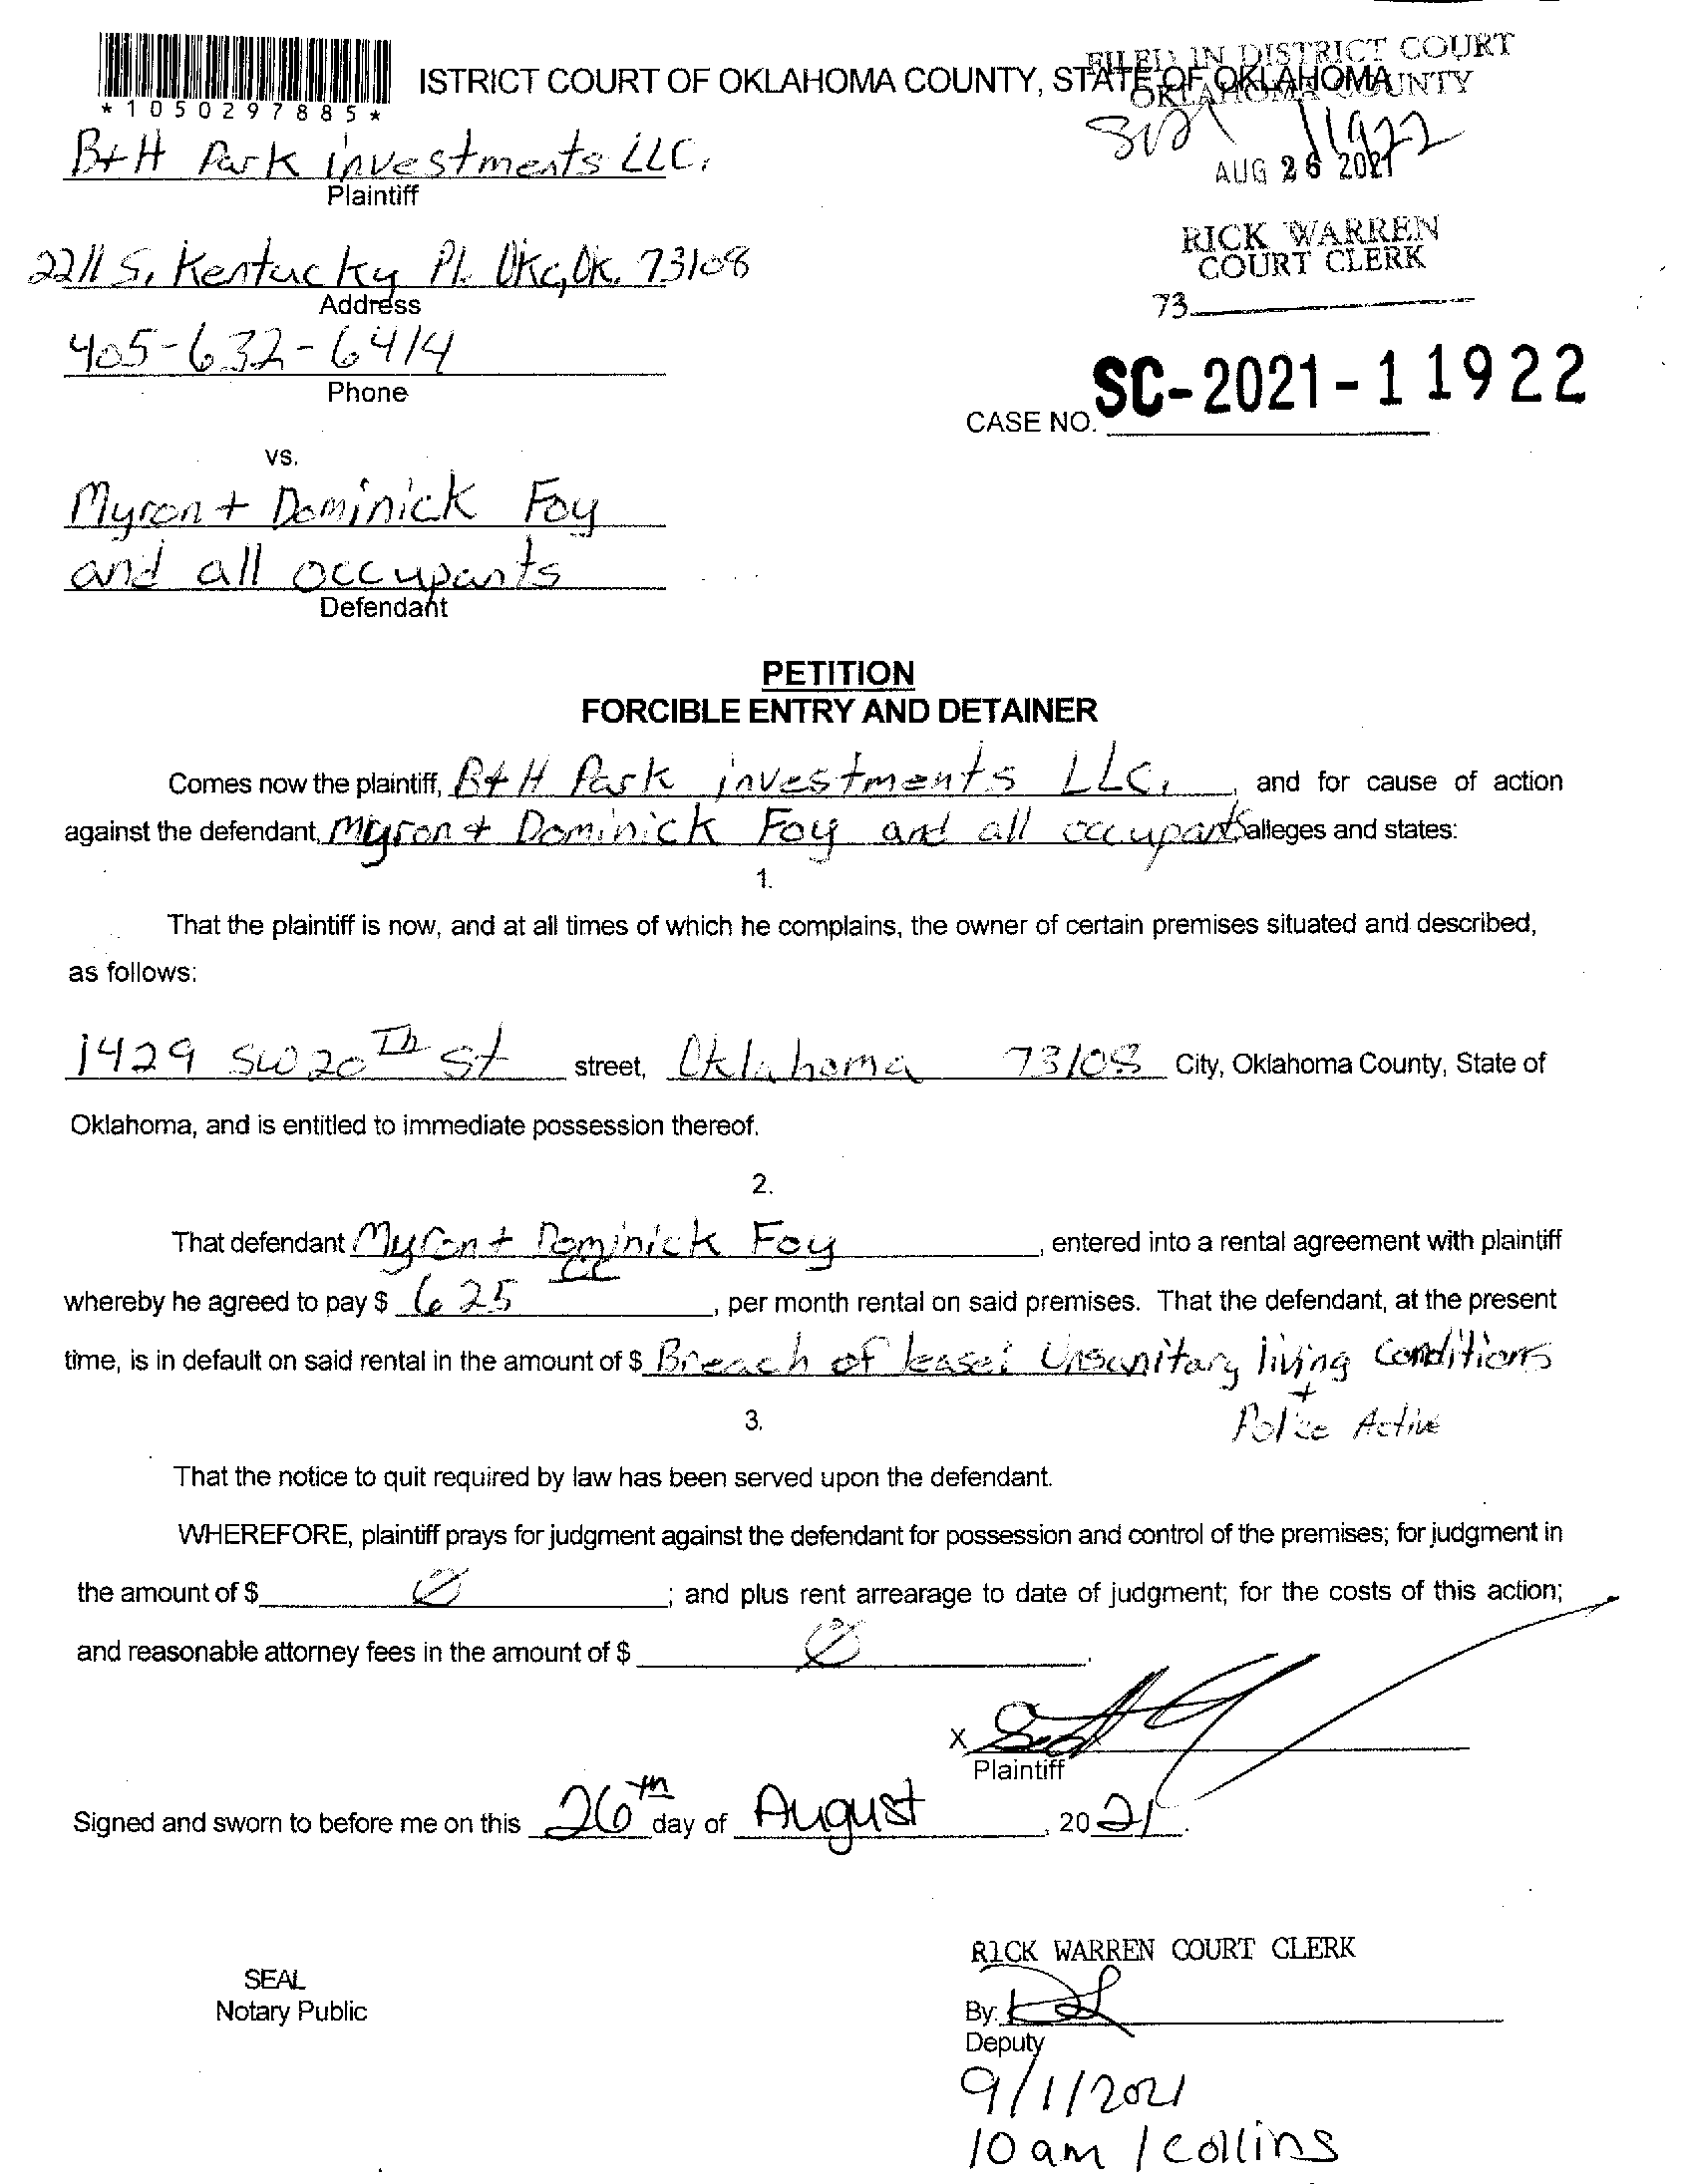 ISTRICT COURT OF OKLAHOMA COUNTY, STATE OF OKLAHOMA
FILED IN DISTRICT COURT
OKLAHOMA COUNTY
*1050297885*
11922
AUG 26 2021
B+H Park investments LLC.
Plaintiff
RICK WARREN
COURT CLERK
2211 S. Kentucky Pl. Okc, Ok. 73108
Address
73
405-632-6414
Phone
CASE NO. SC-2021-11922
vs.
Myron + Dominick Foy
and all occupants
Defendant
PETITION
FORCIBLE ENTRY AND DETAINER
Comes now the plaintiff, B+H Park investments LLC. , and for cause of action
against the defendant, Myron + Dominick Foy and all occupants alleges and states:
1.
That the plaintiff is now, and at all times of which he complains, the owner of certain premises situated and described,
as follows:
1429 SW 20Th St street, Oklahoma 73108 City, Oklahoma County, State of
Oklahoma, and is entitled to immediate possession thereof.
2.
That defendant Myron + Dominick Foy , entered into a rental agreement with plaintiff
whereby he agreed to pay $ 625 , per month rental on said premises. That the defendant, at the present
time, is in default on said rental in the amount of $ Breach of lease: Unsanitary living Conditions
+
3.
Police Active
That the notice to quit required by law has been served upon the defendant.
WHEREFORE, plaintiff prays for judgment against the defendant for possession and control of the premises; for judgment in
the amount of $ Ø ; and plus rent arrearage to date of judgment; for the costs of this action;
and reasonable attorney fees in the amount of $ Ø .
X
Plaintiff
Signed and sworn to before me on this 26th day of August , 20 21 .
RICK WARREN COURT CLERK
SEAL
Notary Public
By:
Deputy
9/1/2021
10 am / Collins